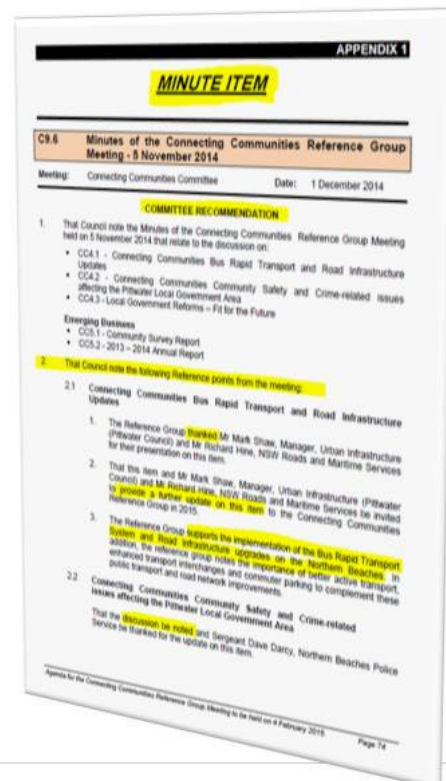 APPENDIX 1
MINUTE ITEM
C9.6 Minutes of the Connecting Communities Reference Group
Meeting - 5 November 2014
Meeting: Connecting Communities Committee Date: 1 December 2014
COMMITTEE RECOMMENDATION
1. That Council note the Minutes of the Connecting Communities Reference Group Meeting
held on 5 November 2014 that relate to the discussion on:
• CC4.1 - Connecting Communities Bus Rapid Transport and Road Infrastructure
Updates
• CC4.2 - Connecting Communities Community Safety and Crime-related issues
affecting the Pittwater Local Government Area
• CC4.3 - Local Government Reforms – Fit for the Future
Emerging Business
• CC5.1 - Community Survey Report
• CC5.2 - 2013 – 2014 Annual Report
2. That Council note the following Reference points from the meeting:
2.1 Connecting Communities Bus Rapid Transport and Road Infrastructure
Updates
1. The Reference Group thanked Mr Mark Shaw, Manager, Urban Infrastructure
(Pittwater Council) and Mr Richard Hine, NSW Roads and Maritime Services
for their presentation on this item.
2. That this item and Mr Mark Shaw, Manager, Urban Infrastructure (Pittwater
Council) and Mr Richard Hine, NSW Roads and Maritime Services be invited
to provide a further update on this item to the Connecting Communities
Reference Group in 2015.
3. The Reference Group supports the implementation of the Bus Rapid Transport
System and Road Infrastructure upgrades on the Northern Beaches. In
addition, the reference group notes the importance of better active transport,
enhanced transport interchanges and commuter parking to complement these
public transport and road network improvements.
2.2 Connecting Communities Community Safety and Crime-related
issues affecting the Pittwater Local Government Area
That the discussion be noted and Sergeant Dave Darcy, Northern Beaches Police
Service be thanked for the update on this item.
Agenda for the Connecting Communities Reference Group Meeting to be held on 4 February 2015. Page 74